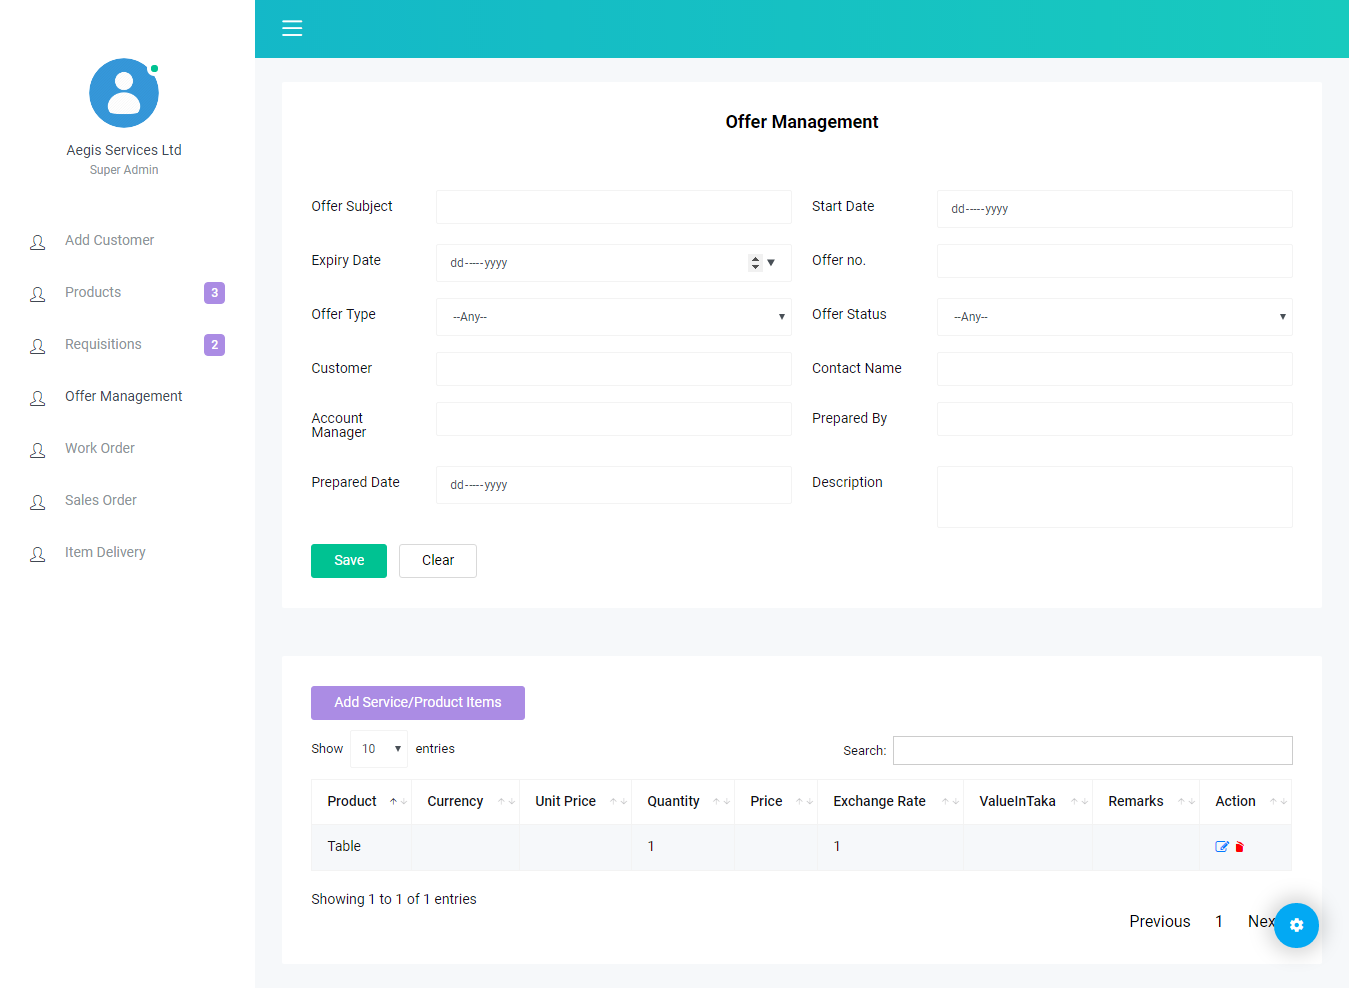 Aegis Services Ltd
Super Admin
Add Customer
Products 3
Requisitions 2
Offer Management
Work Order
Sales Order
Item Delivery
Offer Management
Offer Subject
Start Date dd-----yyyy
Expiry Date dd-----yyyy
Offer no.
Offer Type --Any--
Offer Status --Any--
Customer
Contact Name
Account
Manager
Prepared By
Prepared Date dd-----yyyy
Description
Save Clear
Add Service/Product Items
Show 10 entries
Search:
Product Currency Unit Price Quantity Price Exchange Rate ValueInTaka Remarks Action
Table 1 1
Showing 1 to 1 of 1 entries
Previous 1